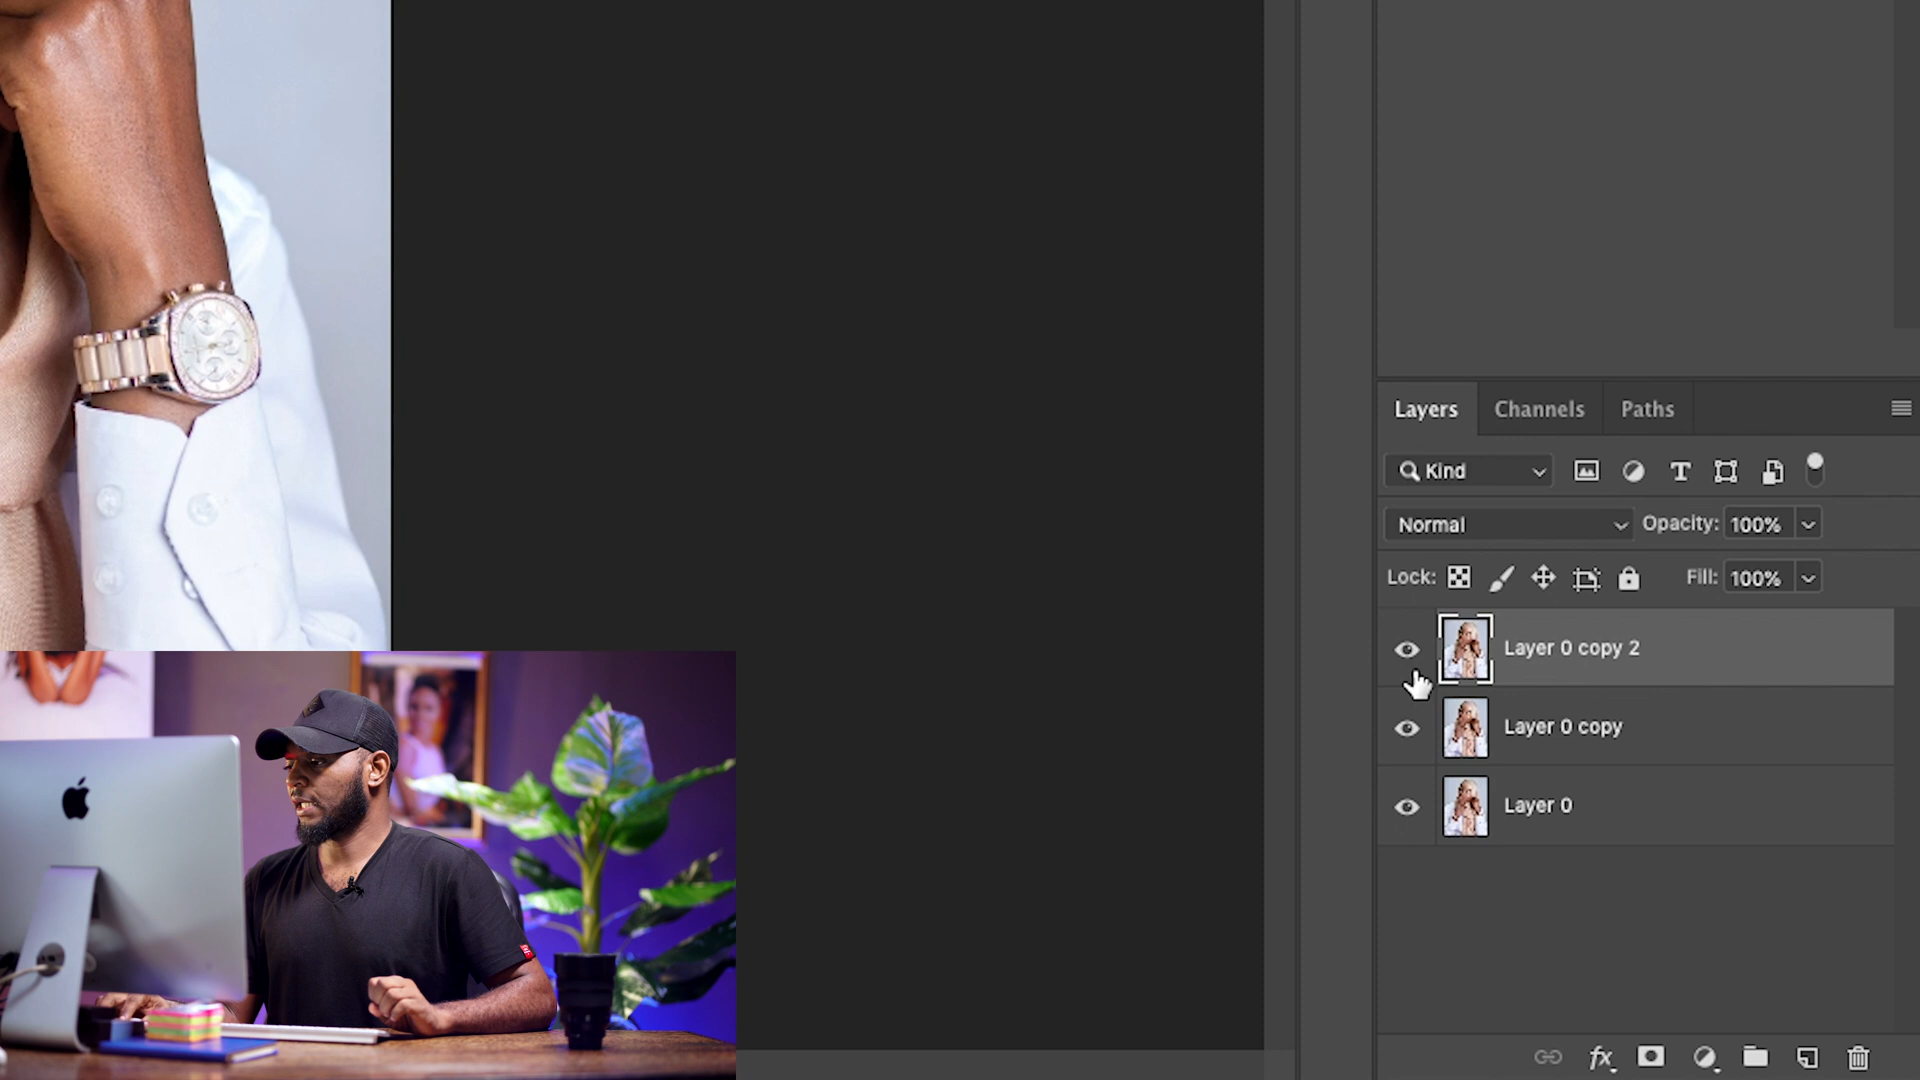 Layers Channels Paths
Kind
Normal Opacity: 100%
Lock: Fill: 100%
Layer 0 copy 2
Layer 0 copy
Layer 0
fx